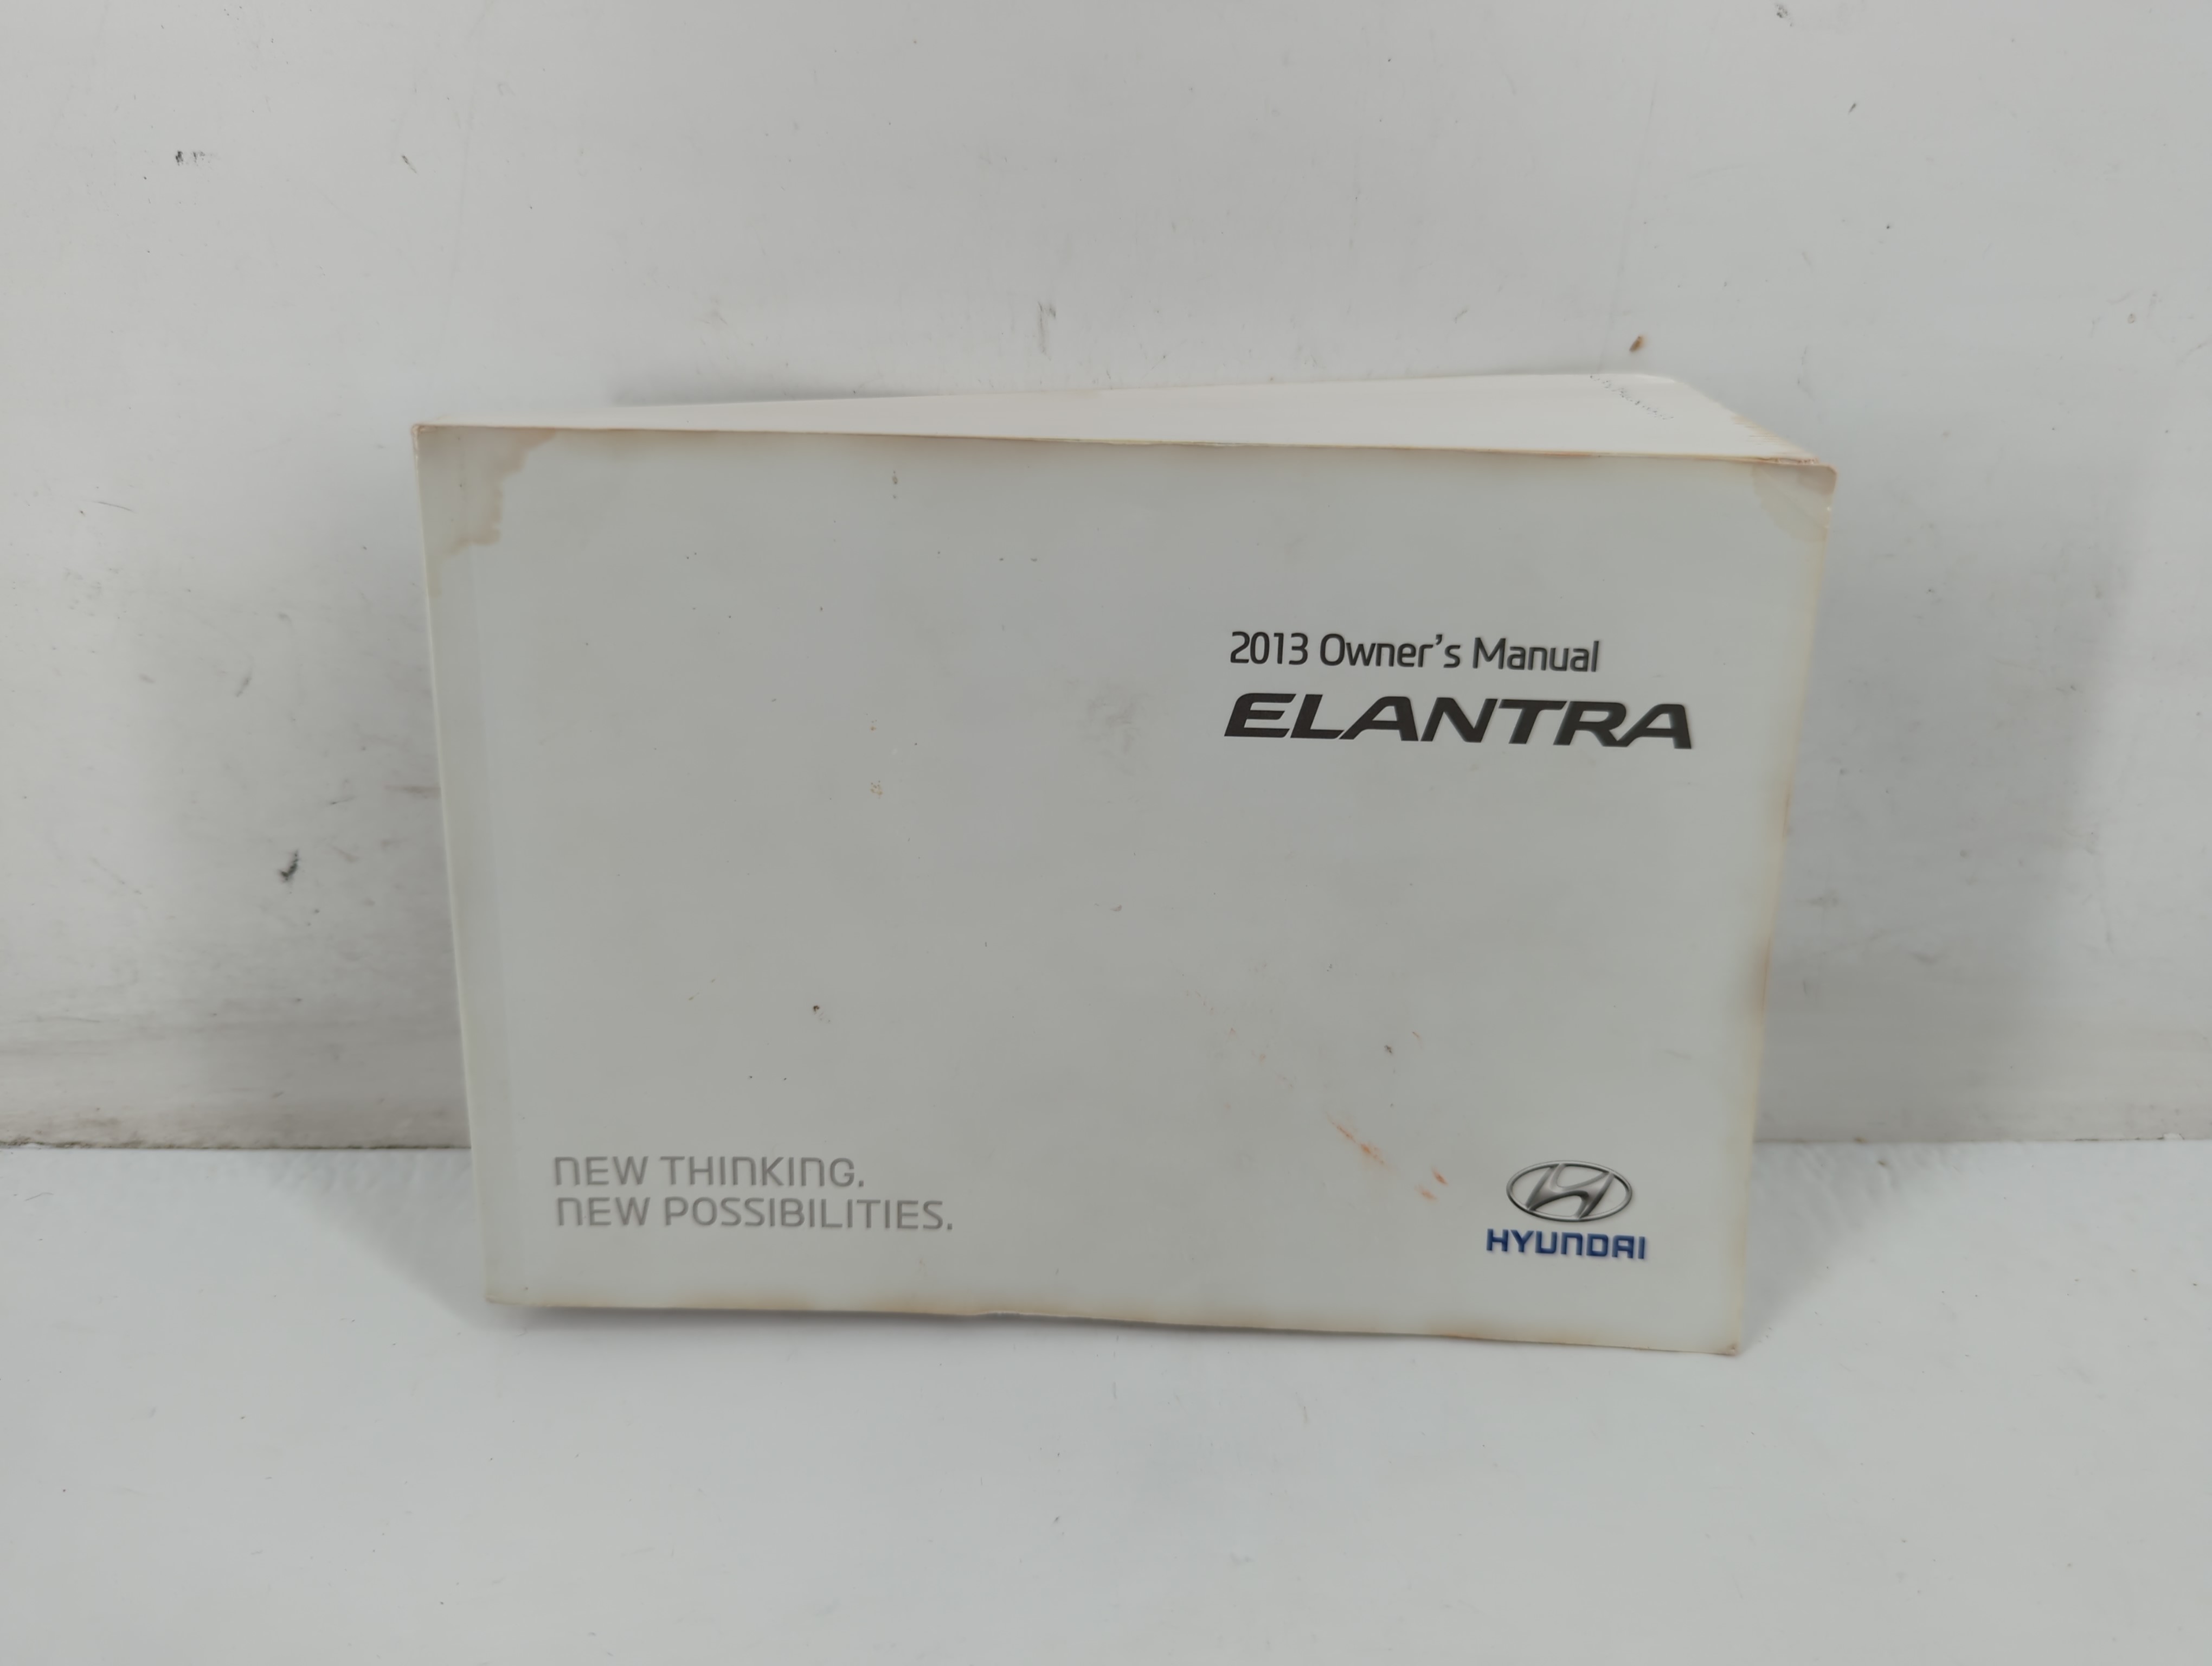 2013 Owner's Manual
ELANTRA
NEW THINKING.
NEW POSSIBILITIES.
HYUNDAI